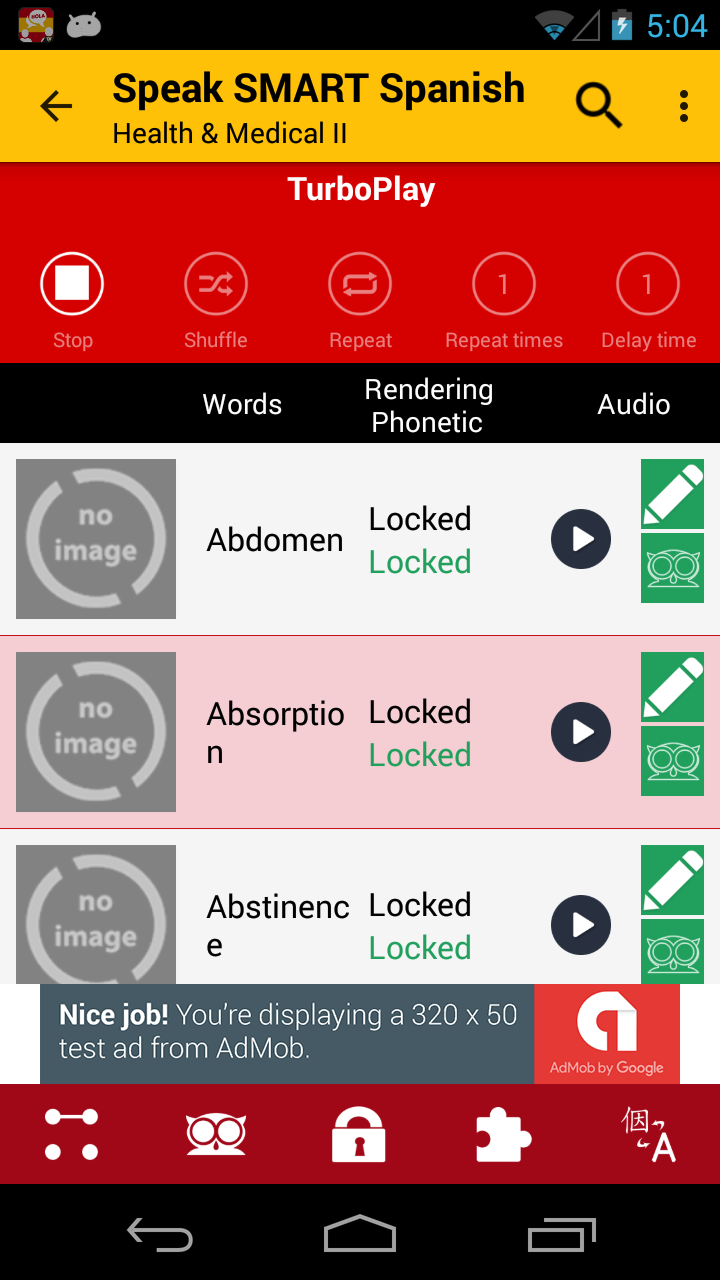 5:04
Speak SMART Spanish
Health & Medical II
TurboPlay
1
1
Stop
Shuffle
Repeat
Repeat times
Delay time
Words
Rendering
Phonetic
Audio
no
image
Abdomen
Locked
Locked
no
image
Absorptio
n
Locked
Locked
no
image
Abstinenc
e
Locked
Locked
Nice job! You're displaying a 320 x 50
test ad from AdMob.
AdMob by Google
個
A